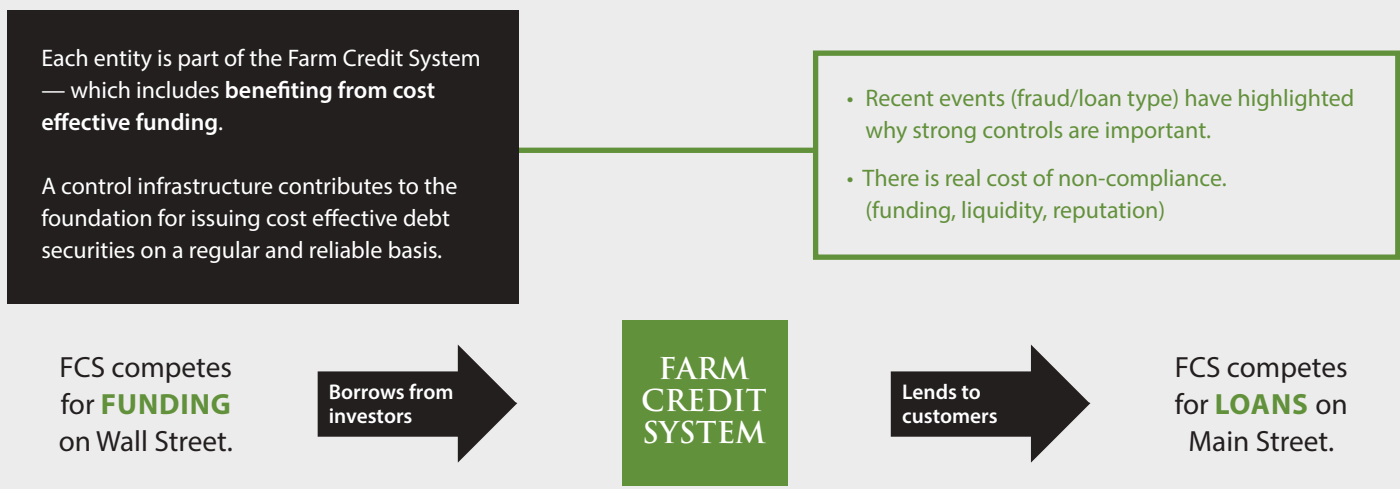 Each entity is part of the Farm Credit System
— which includes benefiting from cost
effective funding.
A control infrastructure contributes to the
foundation for issuing cost effective debt
securities on a regular and reliable basis.
• Recent events (fraud/loan type) have highlighted
why strong controls are important.
• There is real cost of non-compliance.
(funding, liquidity, reputation)
FCS competes
for FUNDING
on Wall Street.
Borrows from
investors
FARM
CREDIT
SYSTEM
Lends to
customers
FCS competes
for LOANS on
Main Street.